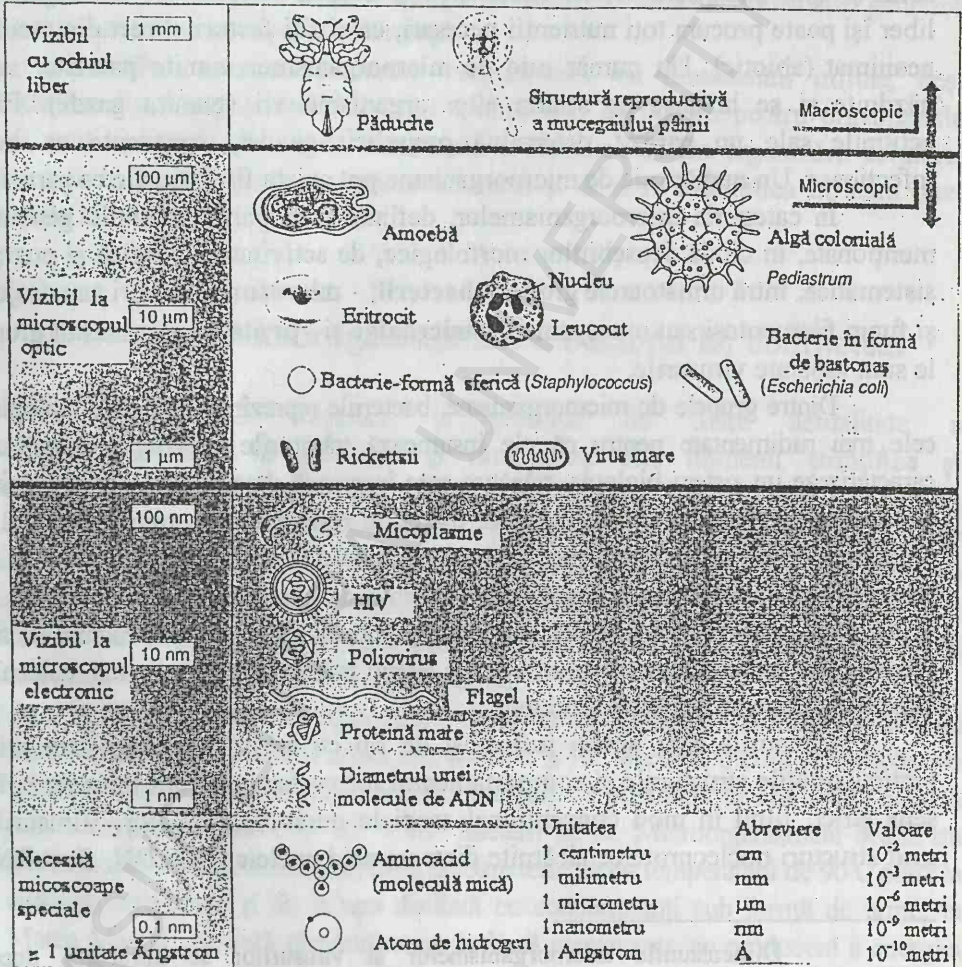 Vizibil
cu ochiul
liber
1 mm
Păduche
Structură reproductivă
a mucegaiului pâinii
Macroscopic
Microscopic
100 µm
Amoebă
Algă colonială
Pediastrum
Nucleu
Leucocit
Vizibil la
microscopul
optic
10 µm
Eritrocit
Bacterie in formă
de bastonaș
(Escherichia coli)
Bacterie-formă sferică (Staphylococcus)
1 µm
Rickettsii
Virus mare
100 nm
Micoplasme
HIV
Vizibil la
microscopul
electronic
10 nm
Poliovirus
Flagel
Proteină mare
Diametrul unei
molecule de ADN
1 nm
Necesită
microscoape
speciale
Aminoacid
(moleculă mică)
0.1 nm
= 1 unitate Angstrom
Atom de hidrogen
Unitatea Abreviere Valoare
1 centimetru cm 10⁻² metri
1 milimetru mm 10⁻³ metri
1 micrometru µm 10⁻⁶ metri
1 nanometru nm 10⁻⁹ metri
1 Angstrom A 10⁻¹⁰ metri